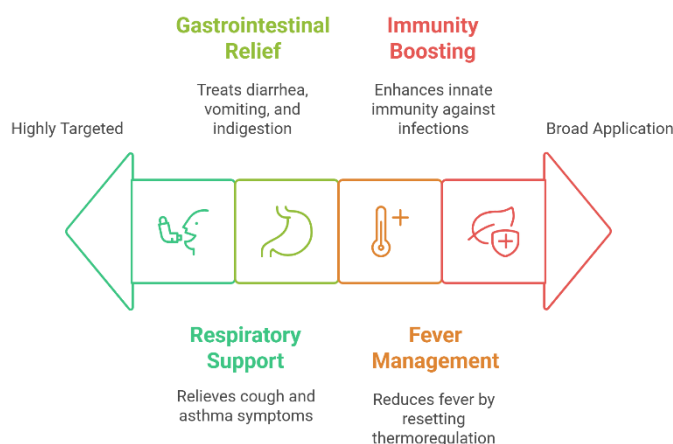 Gastrointestinal
Relief
Treats diarrhea,
vomiting, and
indigestion
Immunity
Boosting
Enhances innate
immunity against
infections
Highly Targeted
Broad Application
Respiratory
Support
Relieves cough and
asthma symptoms
Fever
Management
Reduces fever by
resetting
thermoregulation